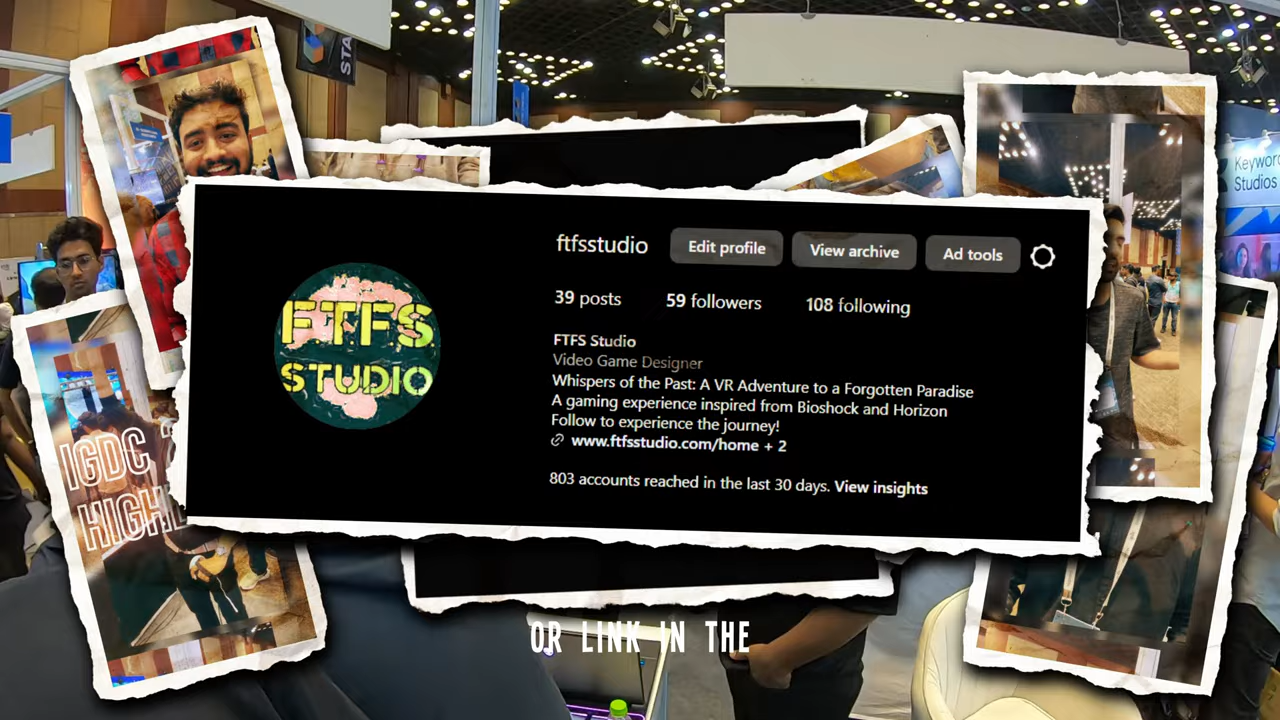 STA
Keyword
Studios
ftfsstudio Edit profile View archive Ad tools
39 posts 59 followers 108 following
FTFS
STUDIO
FTFS Studio
Video Game Designer
Whispers of the Past: A VR Adventure to a Forgotten Paradise
A gaming experience inspired from Bioshock and Horizon
Follow to experience the journey!
www.ftfsstudio.com/home + 2
803 accounts reached in the last 30 days. View insights
IGDC
HIGHL
OR LINK IN THE